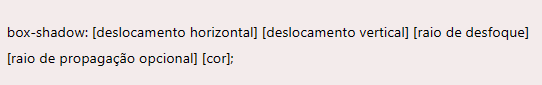 box-shadow: [deslocamento horizontal] [deslocamento vertical] [raio de desfoque]
[raio de propagação opcional] [cor];